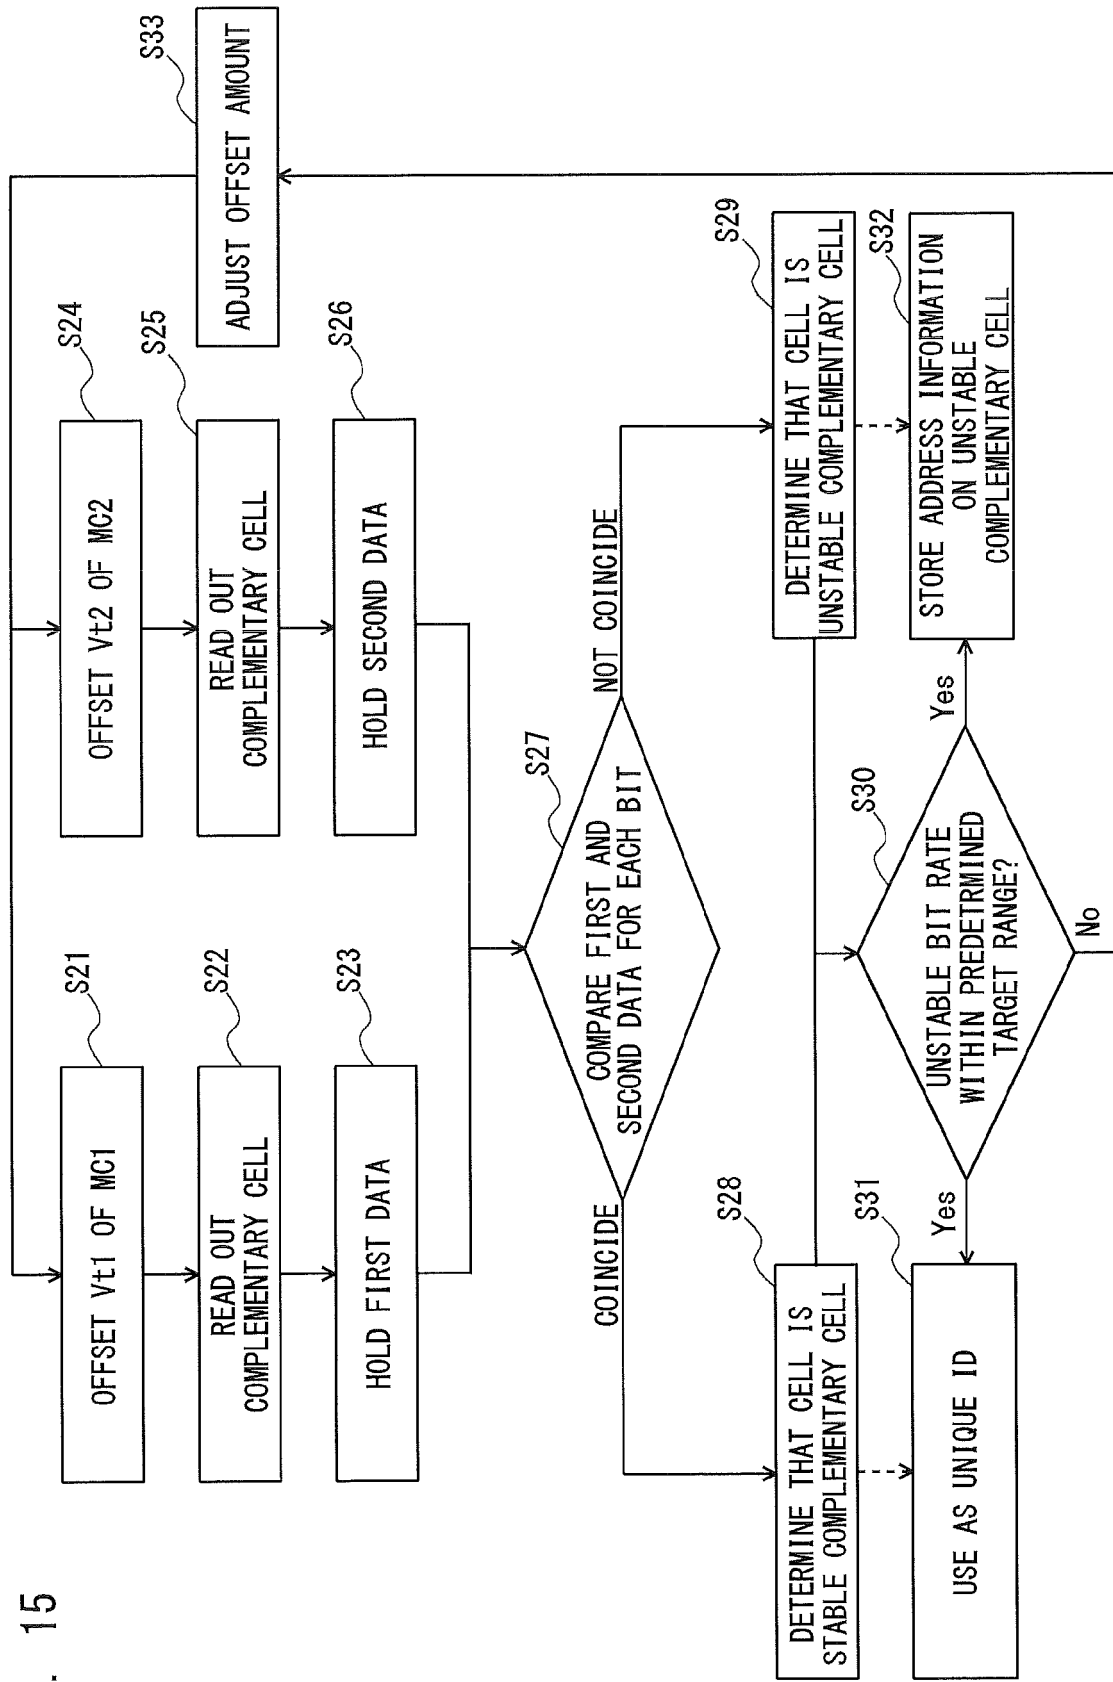 . 15
S21
OFFSET Vt1 OF MC1
S22
READ OUT
COMPLEMENTARY CELL
S23
HOLD FIRST DATA
S24
OFFSET Vt2 OF MC2
S25
READ OUT
COMPLEMENTARY CELL
S26
HOLD SECOND DATA
S33
ADJUST OFFSET AMOUNT
S27
COMPARE FIRST AND
SECOND DATA FOR EACH BIT
COINCIDE
NOT COINCIDE
S28
DETERMINE THAT CELL IS
STABLE COMPLEMENTARY CELL
S29
DETERMINE THAT CELL IS
UNSTABLE COMPLEMENTARY CELL
S30
UNSTABLE BIT RATE
WITHIN PREDETRMINED
TARGET RANGE?
Yes
Yes
No
S31
USE AS UNIQUE ID
S32
STORE ADDRESS INFORMATION
ON UNSTABLE
COMPLEMENTARY CELL